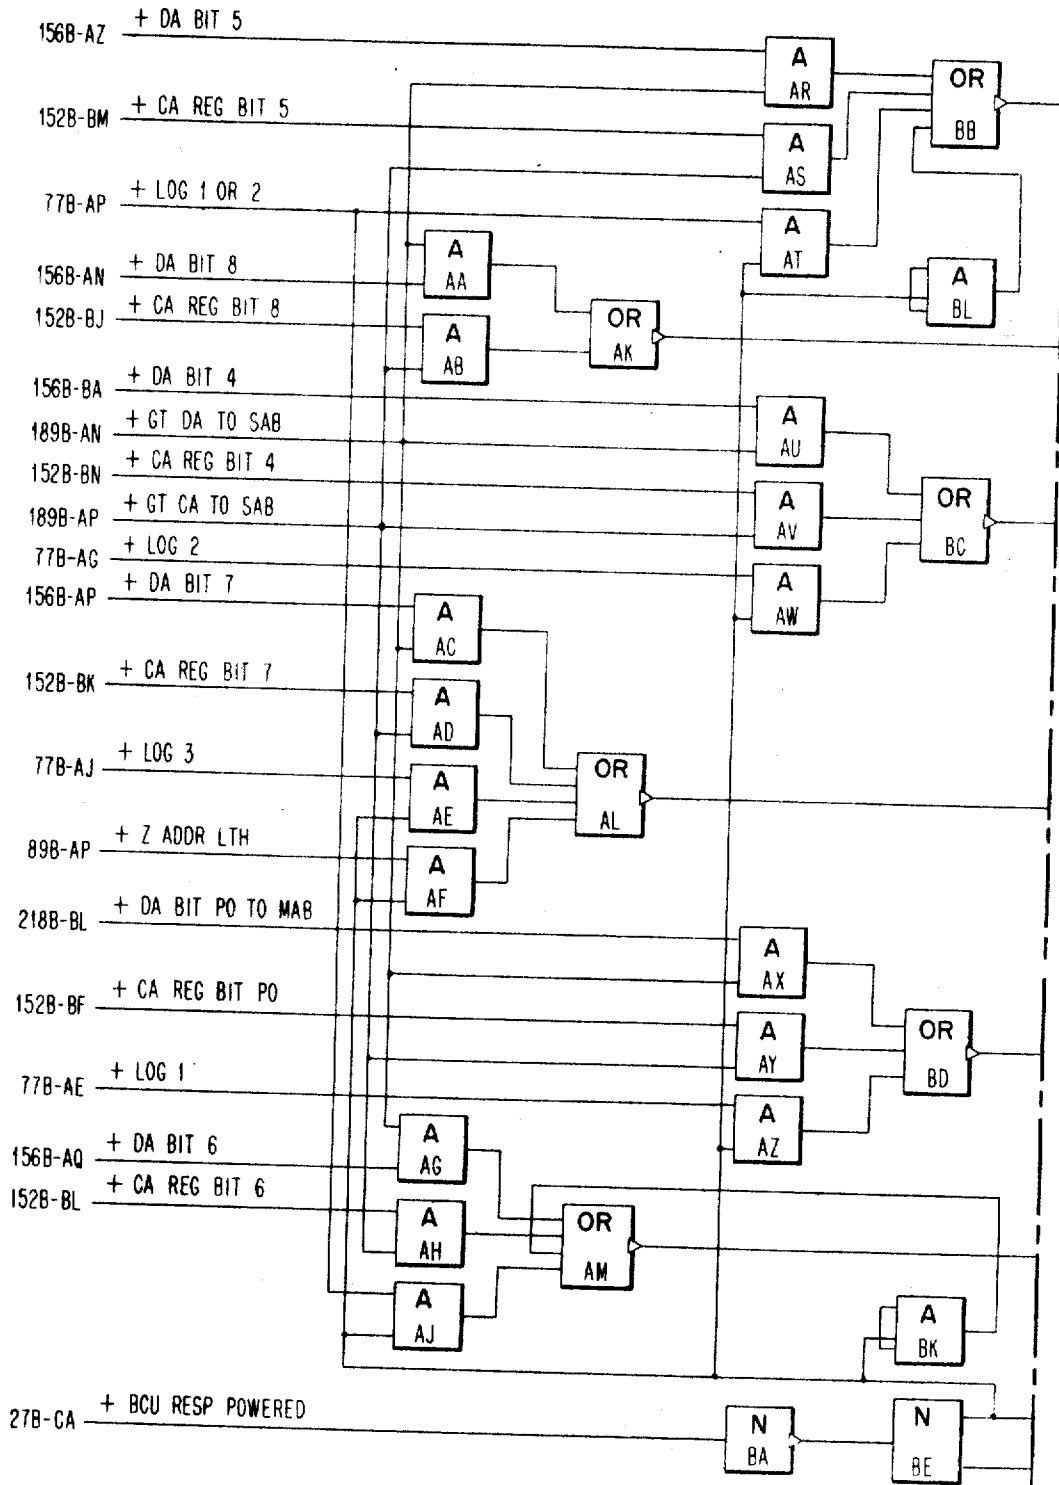 156B-AZ + DA BIT 5
A
AR
OR
BB
152B-BM + CA REG BIT 5
A
AS
77B-AP + LOG 1 OR 2
A
AT
156B-AN + DA BIT 8
A
AA
A
BL
152B-BJ + CA REG BIT 8
A
AB
OR
AK
156B-BA + DA BIT 4
A
AU
189B-AN + GT DA TO SAB
152B-BN + CA REG BIT 4
A
AV
OR
BC
189B-AP + GT CA TO SAB
77B-AG + LOG 2
A
AW
156B-AP + DA BIT 7
A
AC
152B-BK + CA REG BIT 7
A
AD
77B-AJ + LOG 3
A
AE
OR
AL
89B-AP + Z ADDR LTH
A
AF
218B-BL + DA BIT PO TO MAB
A
AX
152B-BF + CA REG BIT PO
A
AY
OR
BD
77B-AE + LOG 1
A
AZ
156B-AQ + DA BIT 6
A
AG
152B-BL + CA REG BIT 6
A
AH
OR
AM
A
AJ
A
BK
27B-CA + BCU RESP POWERED
N
BA
N
BE